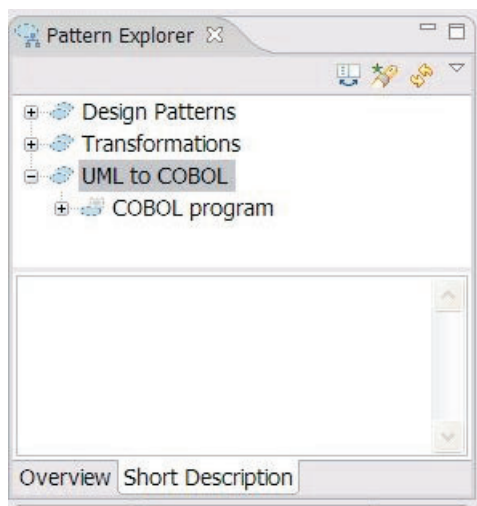 Pattern Explorer
Design Patterns
Transformations
UML to COBOL
COBOL program
Overview Short Description